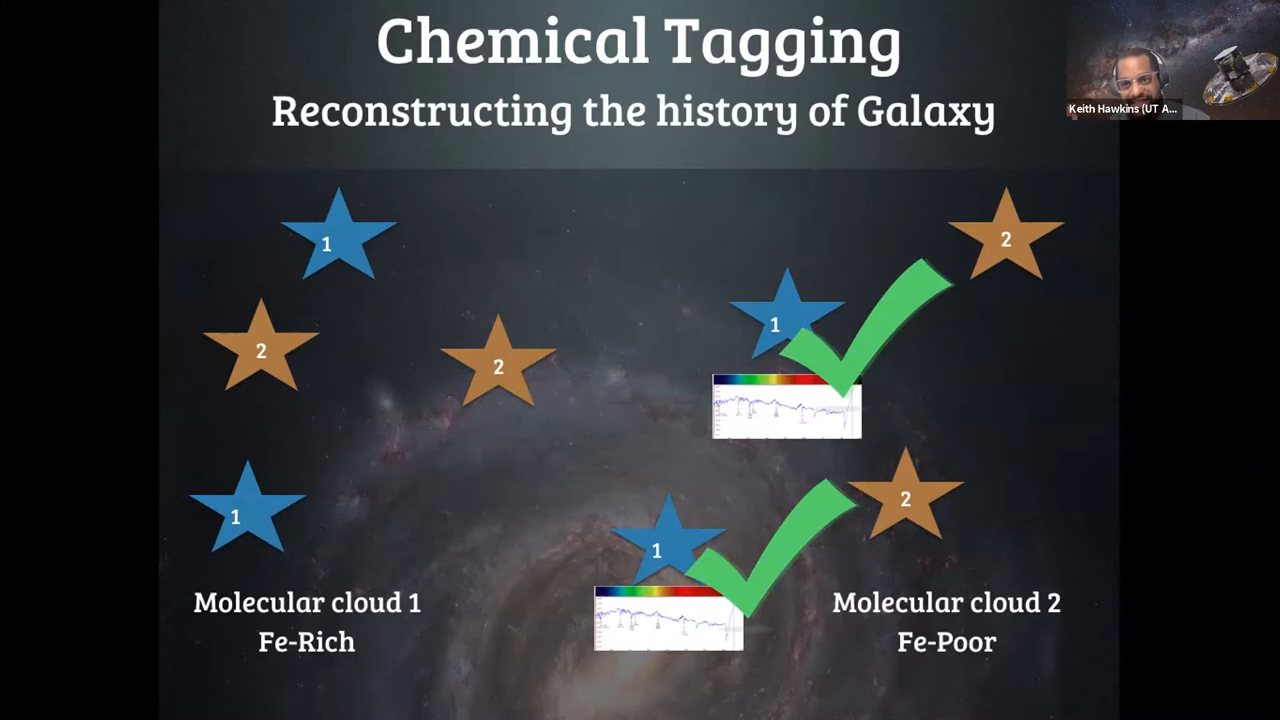 Chemical Tagging
Reconstructing the history of Galaxy
Keith Hawkins (UT A...
1
2
2
1
2
2
1
1
2
Molecular cloud 1
Fe-Rich
Molecular cloud 2
Fe-Poor